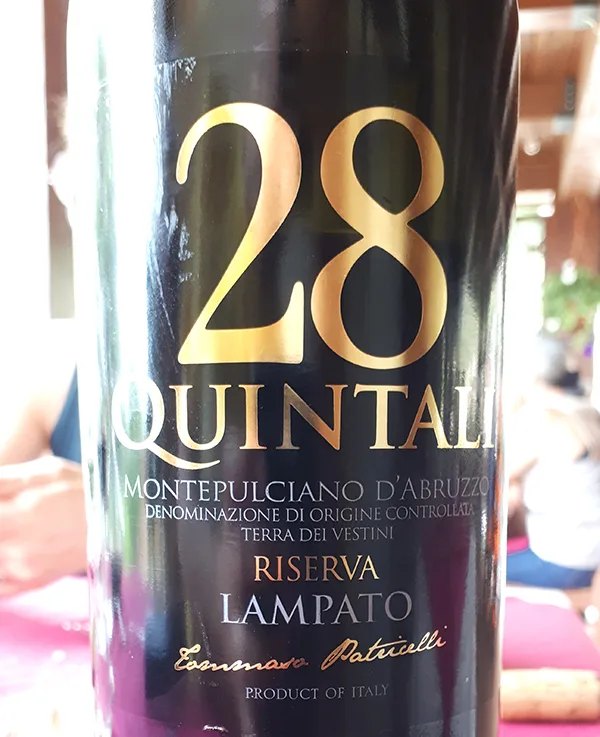 28
QUINTALI
MONTEPULCIANO D'ABRUZZO
DENOMINAZIONE DI ORIGINE CONTROLLATA
TERRA DEI VESTINI
RISERVA
LAMPATO
Tommaso Patricelli
PRODUCT OF ITALY